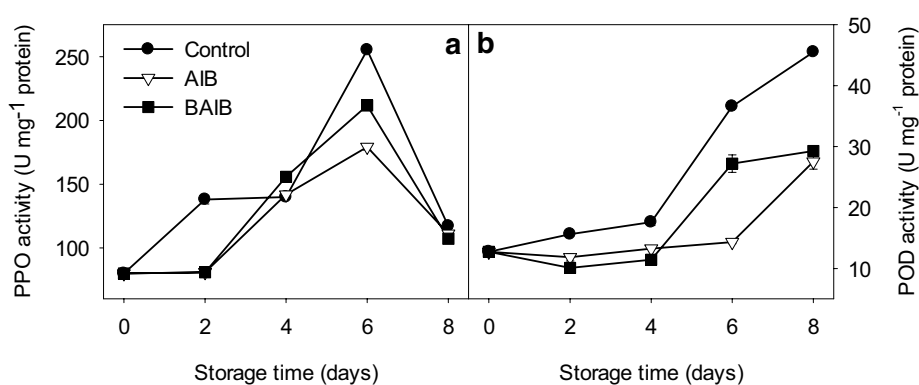 a
b
Control
AIB
BAIB
PPO activity (U mg⁻¹ protein)
250
200
150
100
50
40
30
20
10
POD activity (U mg⁻¹ protein)
0 2 4 6 8
0 2 4 6 8
Storage time (days)
Storage time (days)